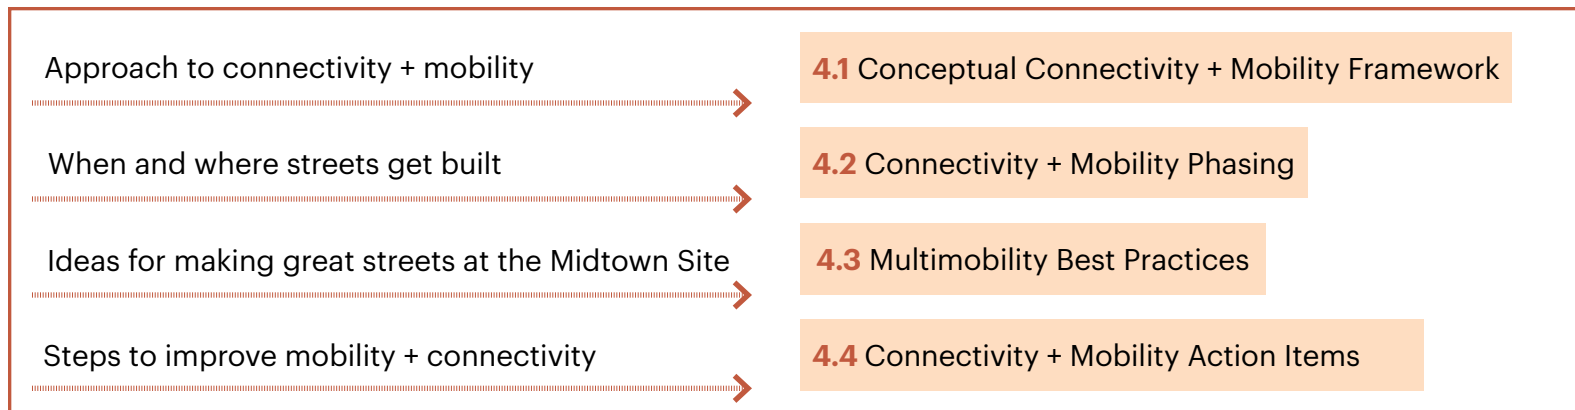 Approach to connectivity + mobility
4.1 Conceptual Connectivity + Mobility Framework
When and where streets get built
4.2 Connectivity + Mobility Phasing
Ideas for making great streets at the Midtown Site
4.3 Multimobility Best Practices
Steps to improve mobility + connectivity
4.4 Connectivity + Mobility Action Items